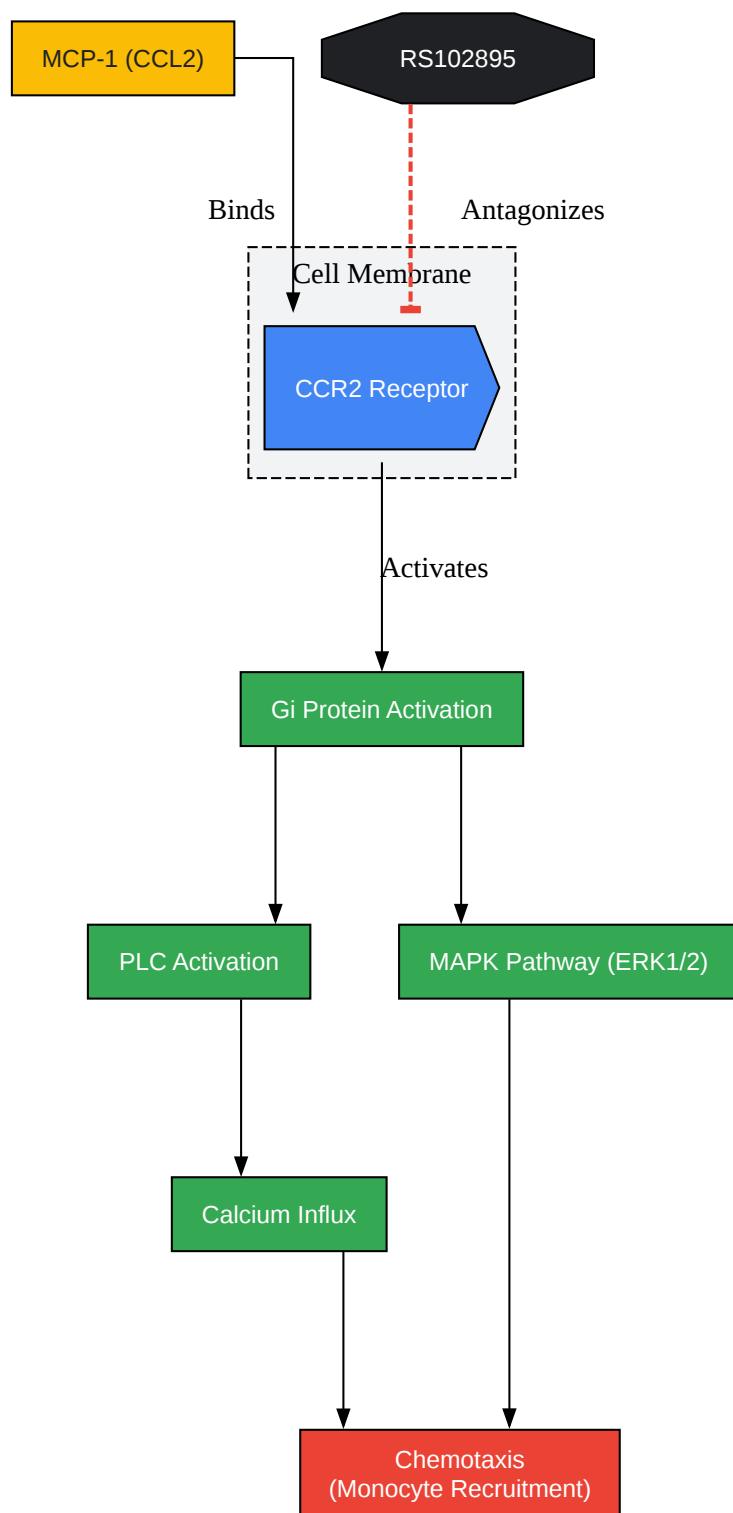 MCP-1 (CCL2)
RS102895
Binds
Antagonizes
Cell Membrane
CCR2 Receptor
Activates
Gi Protein Activation
PLC Activation
MAPK Pathway (ERK1/2)
Calcium Influx
Chemotaxis
(Monocyte Recruitment)